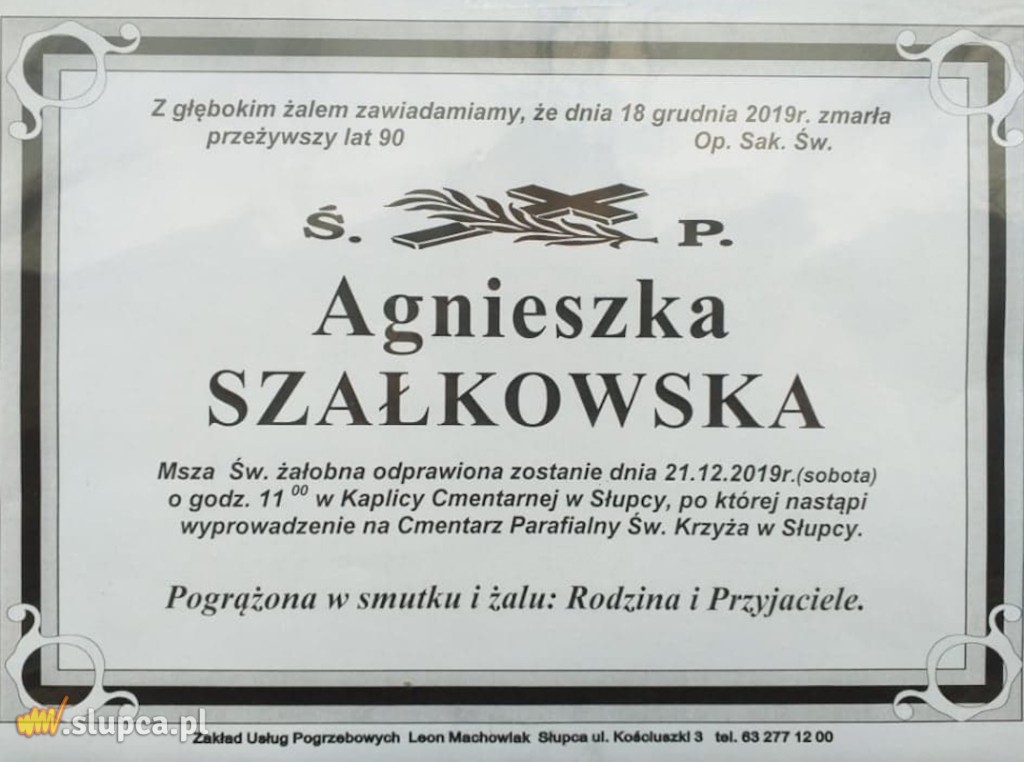 Z głębokim żalem zawiadamiamy, że dnia 18 grudnia 2019r. zmarła
przeżywszy lat 90 Op. Sak. Św.
Ś. P.
Agnieszka
SZAŁKOWSKA
Msza Św. żałobna odprawiona zostanie dnia 21.12.2019r.(sobota)
o godz. 11 00 w Kaplicy Cmentarnej w Słupcy, po której nastąpi
wyprowadzenie na Cmentarz Parafialny Św. Krzyża w Słupcy.
Pogrążona w smutku i żalu: Rodzina i Przyjaciele.
.slupca.pl
Zakład Usług Pogrzebowych Leon Machowiak Słupca ul. Kościuszki 3 tel. 63 277 12 00